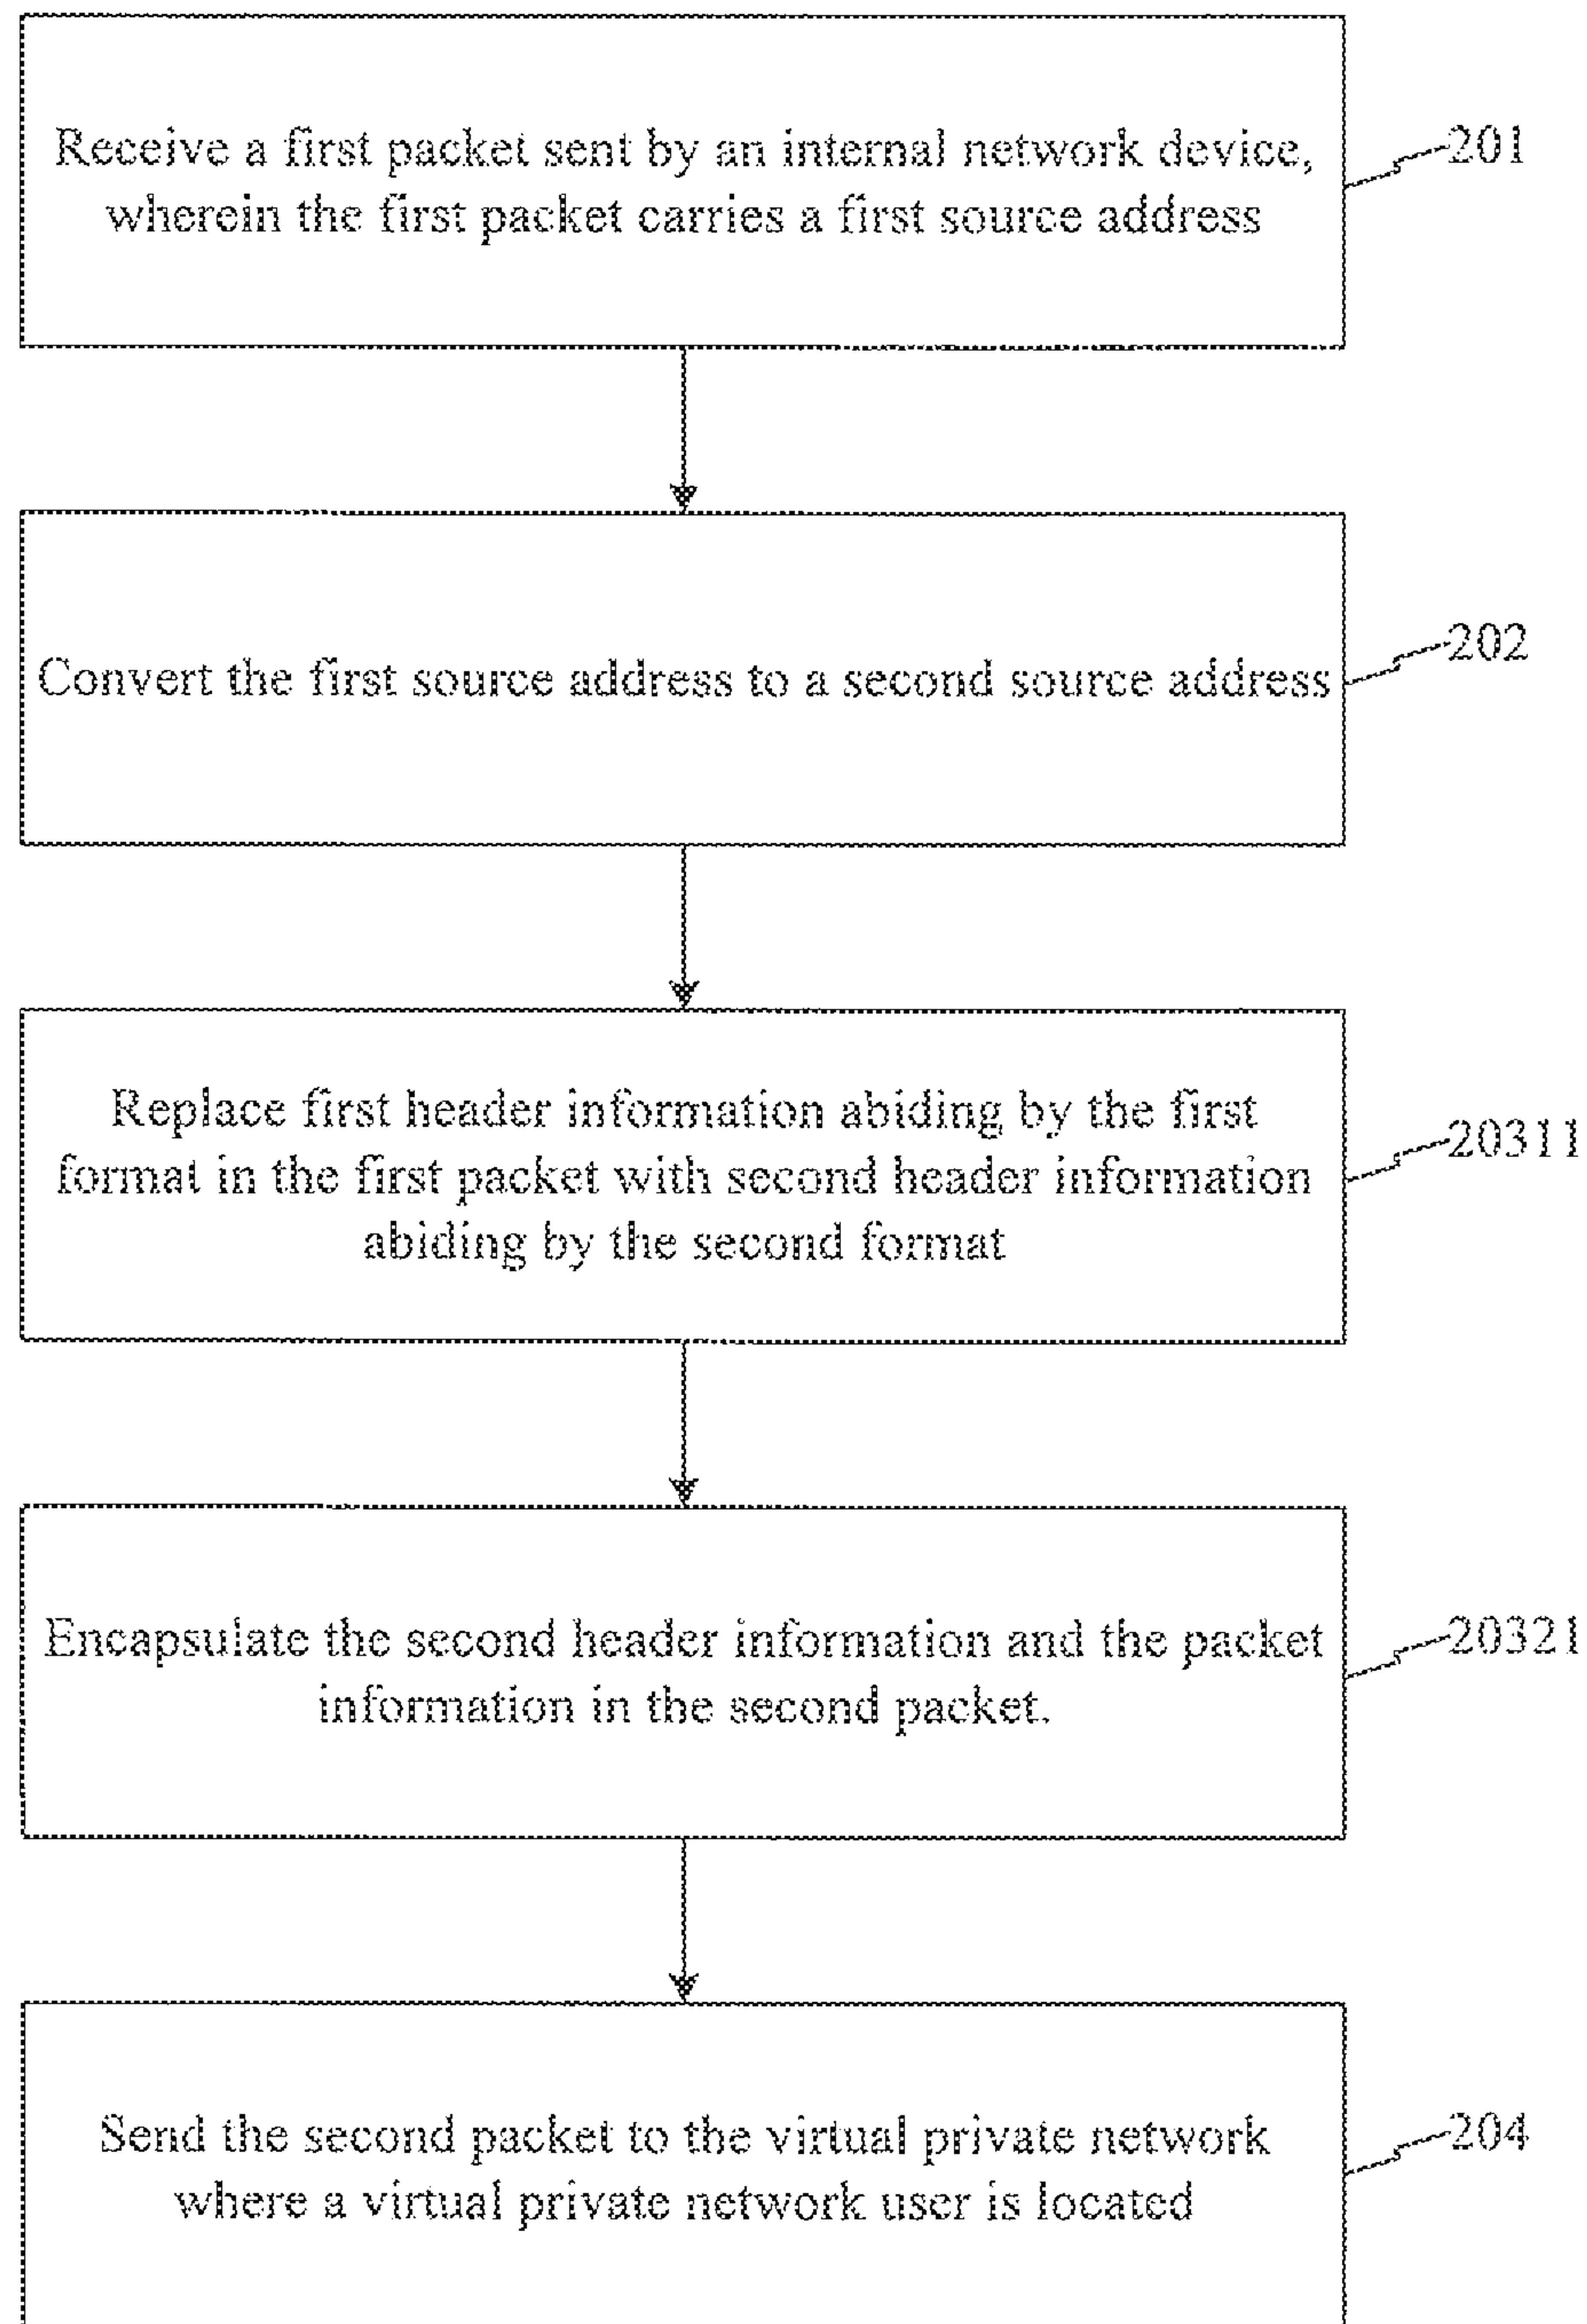 Receive a first packet sent by an internal network device,
wherein the first packet carries a first source address
201
Convert the first source address to a second source address
202
Replace first header information abiding by the first
format in the first packet with second header information
abiding by the second format
20311
Encapsulate the second header information and the packet
information in the second packet.
20321
Send the second packet to the virtual private network
where a virtual private network user is located
204